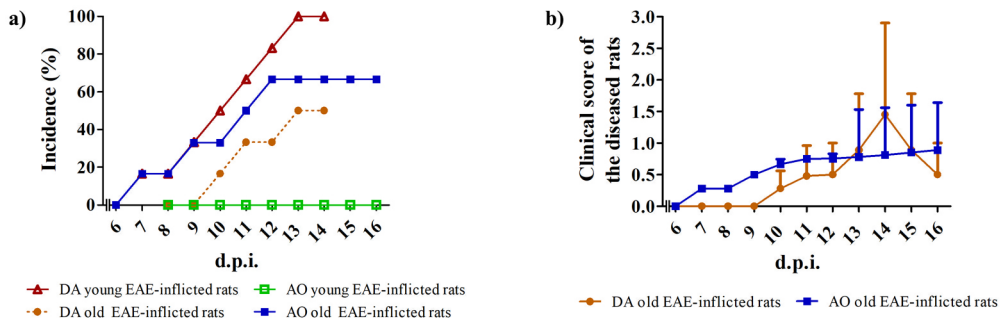 a)
Incidence (%)
100
80
60
40
20
0
6 7 8 9 10 11 12 13 14 15 16
d.p.i.
DA young EAE-inflicted rats
AO young EAE-inflicted rats
DA old EAE-inflicted rats
AO old EAE-inflicted rats
b)
Clinical score of
the diseased rats
3.0
2.5
2.0
1.5
1.0
0.5
0.0
6 7 8 9 10 11 12 13 14 15 16
d.p.i.
DA old EAE-inflicted rats
AO old EAE-inflicted rats